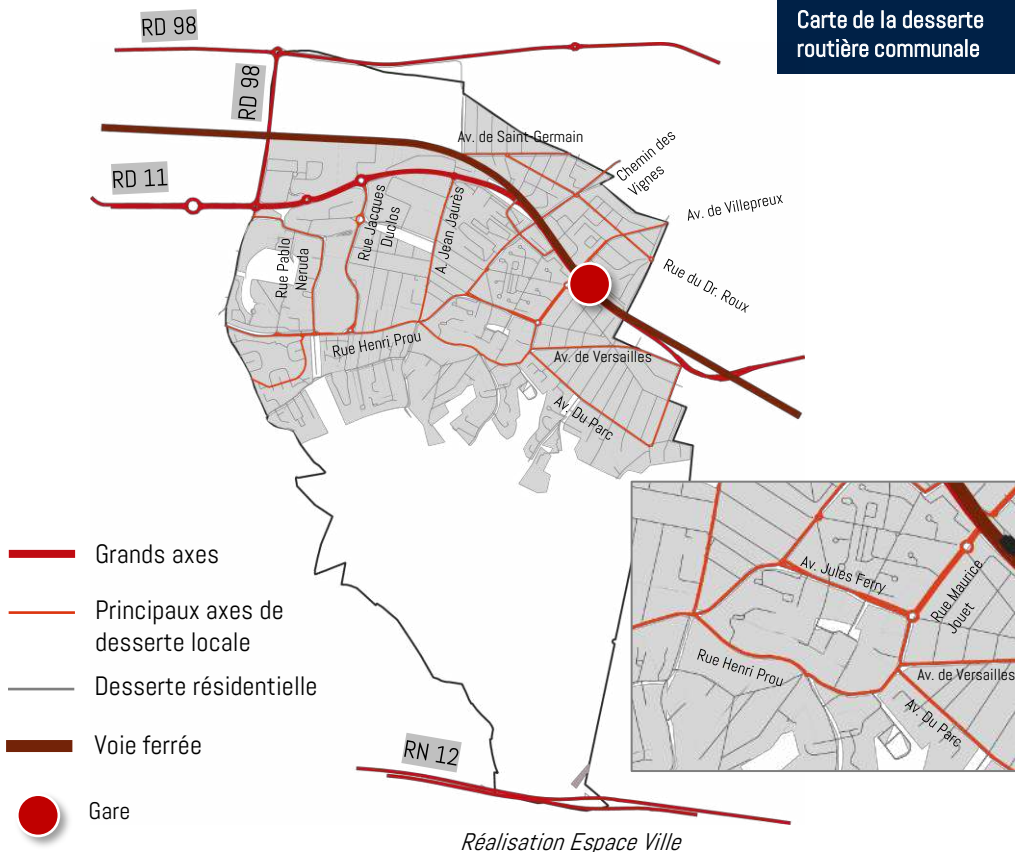 Carte de la desserte
routière communale
RD 98
RD 98
RD 11
Av. de Saint-Germain
Chemin des
Vignes
Av. de Villepreux
Rue du Dr. Roux
Rue Jacques
Duclos
A. Jean Jaurès
Rue Pablo
Neruda
Rue Henri Prou
Av. de Versailles
Av. Du Parc
Grands axes
Principaux axes de
desserte locale
Desserte résidentielle
Voie ferrée
Gare
RN 12
Av. Jules Ferry
Rue Maurice
Jouet
Rue Henri Prou
Av. de Versailles
Av. Du Parc
Réalisation Espace Ville